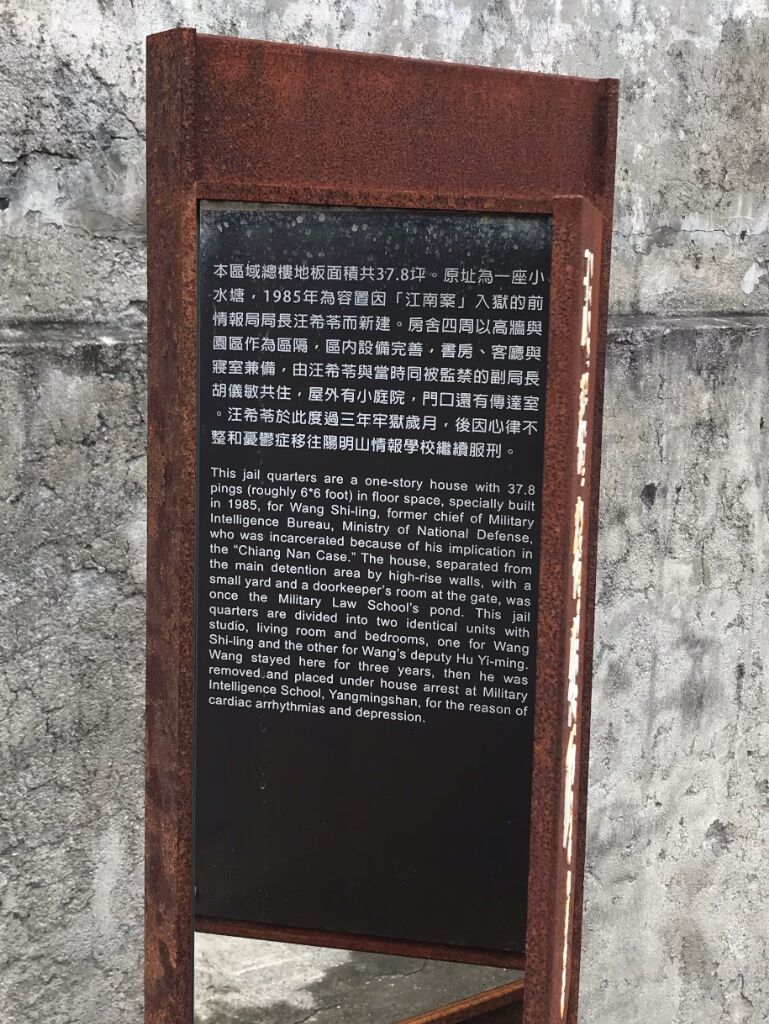 本區域總樓地板面積共37.8坪。原址為一座小
水塘，1985年為容置因「江南案」入獄的前
情報局局長汪希苓而新建。房舍四周以高牆與
園區作為區隔，區內設備完善，書房、客廳與
寢室兼備，由汪希苓與當時同被監禁的副局長
胡儀敏共住，屋外有小庭院，門口還有傳達室
。汪希苓於此度過三年牢獄歲月，後因心律不
整和憂鬱症移往陽明山情報學校繼續服刑。
This jail quarters are a one-story house with 37.8
pings (roughly 6*6 foot) in floor space, specially built
in 1985, for Wang Shi-ling, former chief of Military
Intelligence Bureau, Ministry of National Defense,
who was incarcerated because of his implication in
the “Chiang Nan Case.” The house, separated from
the main detention area by high-rise walls, with a
small yard and a doorkeeper's room at the gate, was
once the Military Law School's pond. This jail
quarters are divided into two identical units with
studio, living room and bedrooms, one for Wang
Shi-ling and the other for Wang's deputy Hu Yi-ming.
Wang stayed here for three years, then he was
removed and placed under house arrest at Military
Intelligence School, Yangmingshan, for the reason of
cardiac arrhythmias and depression.